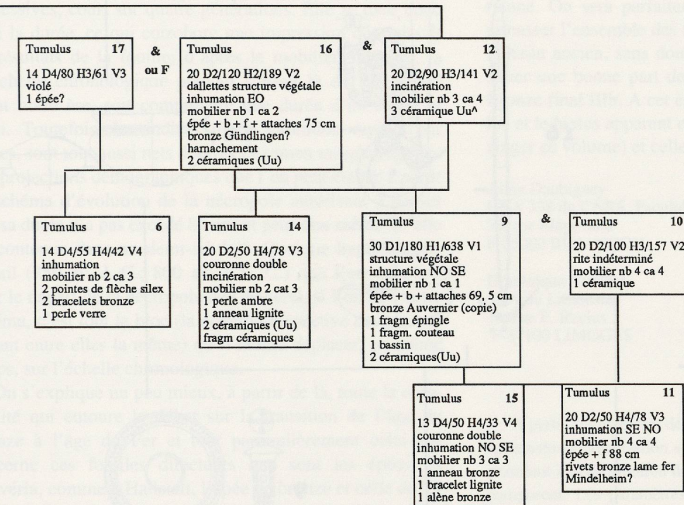 Tumulus 17
14 D4/80 H3/61 V3
violé
1 épée?
&
ou F
Tumulus 16
20 D2/120 H2/189 V2
dallettes structure végétale
inhumation EO
mobilier nb 1 ca 2
épée + b + f + attaches 75 cm
bronze Gündlingen?
harnachement
2 céramiques (Uu)
&
Tumulus 12
20 D2/90 H3/141 V2
incinération
mobilier nb 3 ca 4
3 céramique Uu^
Tumulus 6
14 D4/55 H4/42 V4
inhumation
mobilier nb 2 ca 3
2 pointes de flèche silex
2 bracelets bronze
1 perle verre
Tumulus 14
20 D2/50 H4/78 V3
couronne double
incinération
mobilier nb 2 cat 3
1 perle ambre
1 anneau lignite
2 céramiques (Uu)
fragm céramiques
Tumulus 9
30 D1/180 H1/638 V1
structure végétale
inhumation NO SE
mobilier nb 1 ca 1
épée + b + attaches 69, 5 cm
bronze Auvernier (copie)
1 fragm épingle
1 fragm. couteau
1 bassin
2 céramiques(Uu)
&
Tumulus 10
20 D2/100 H3/157 V2
rite indéterminé
mobilier nb 4 ca 4
1 céramique
Tumulus 15
13 D4/50 H4/33 V4
couronne double
inhumation NO SE
mobilier nb 3 ca 3
1 anneau bronze
1 bracelet lignite
1 alène bronze
Tumulus 11
20 D2/50 H4/78 V3
inhumation SE NO
mobilier nb 4 ca 4
épée + f 88 cm
rivets bronze lame fer
Mindelheim?